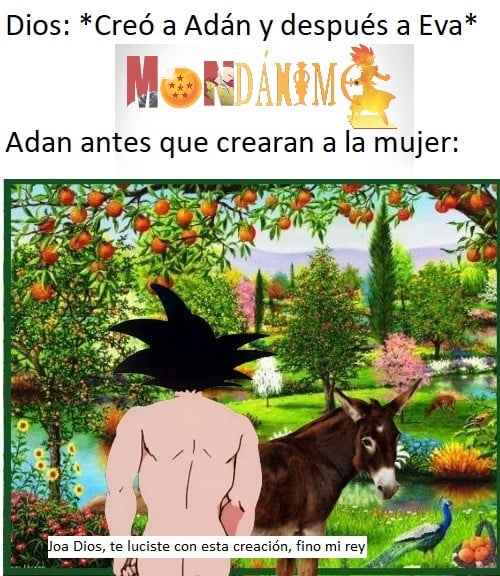 Dios: *Creó a Adán y después a Eva*
MONDÁNIME
Adan antes que crearan a la mujer:
Joa Dios, te luciste con esta creación, fino mi rey